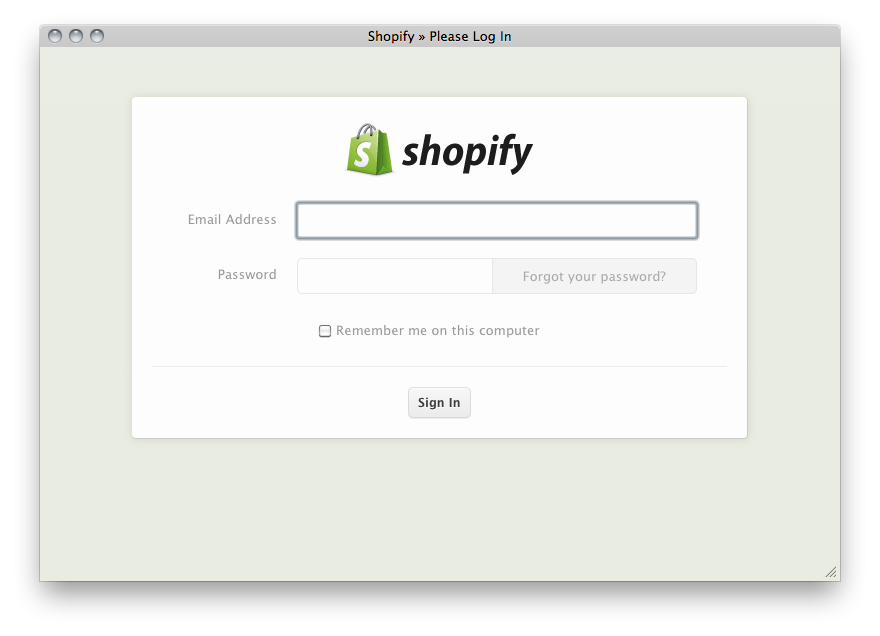 Shopify » Please Log In
S shopify
Email Address
Password Forgot your password?
Remember me on this computer
Sign In